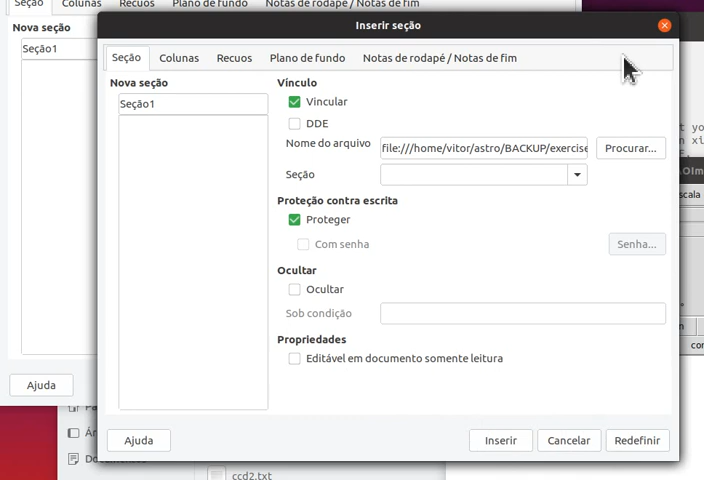 Seção
Colunas
Recuos
Plano de fundo
Notas de rodapé / Notas de fim
Nova seção
Seção1
Ajuda
Inserir seção
Seção
Colunas
Recuos
Plano de fundo
Notas de rodapé / Notas de fim
Nova seção
Seção1
Vínculo
Vincular
DDE
Nome do arquivo
file:///home/vitor/astro/BACKUP/exercise
Procurar...
Seção
Proteção contra escrita
Proteger
Com senha
Senha...
Ocultar
Ocultar
Sob condição
Propriedades
Editável em documento somente leitura
Ajuda
Inserir
Cancelar
Redefinir
ccd2.txt